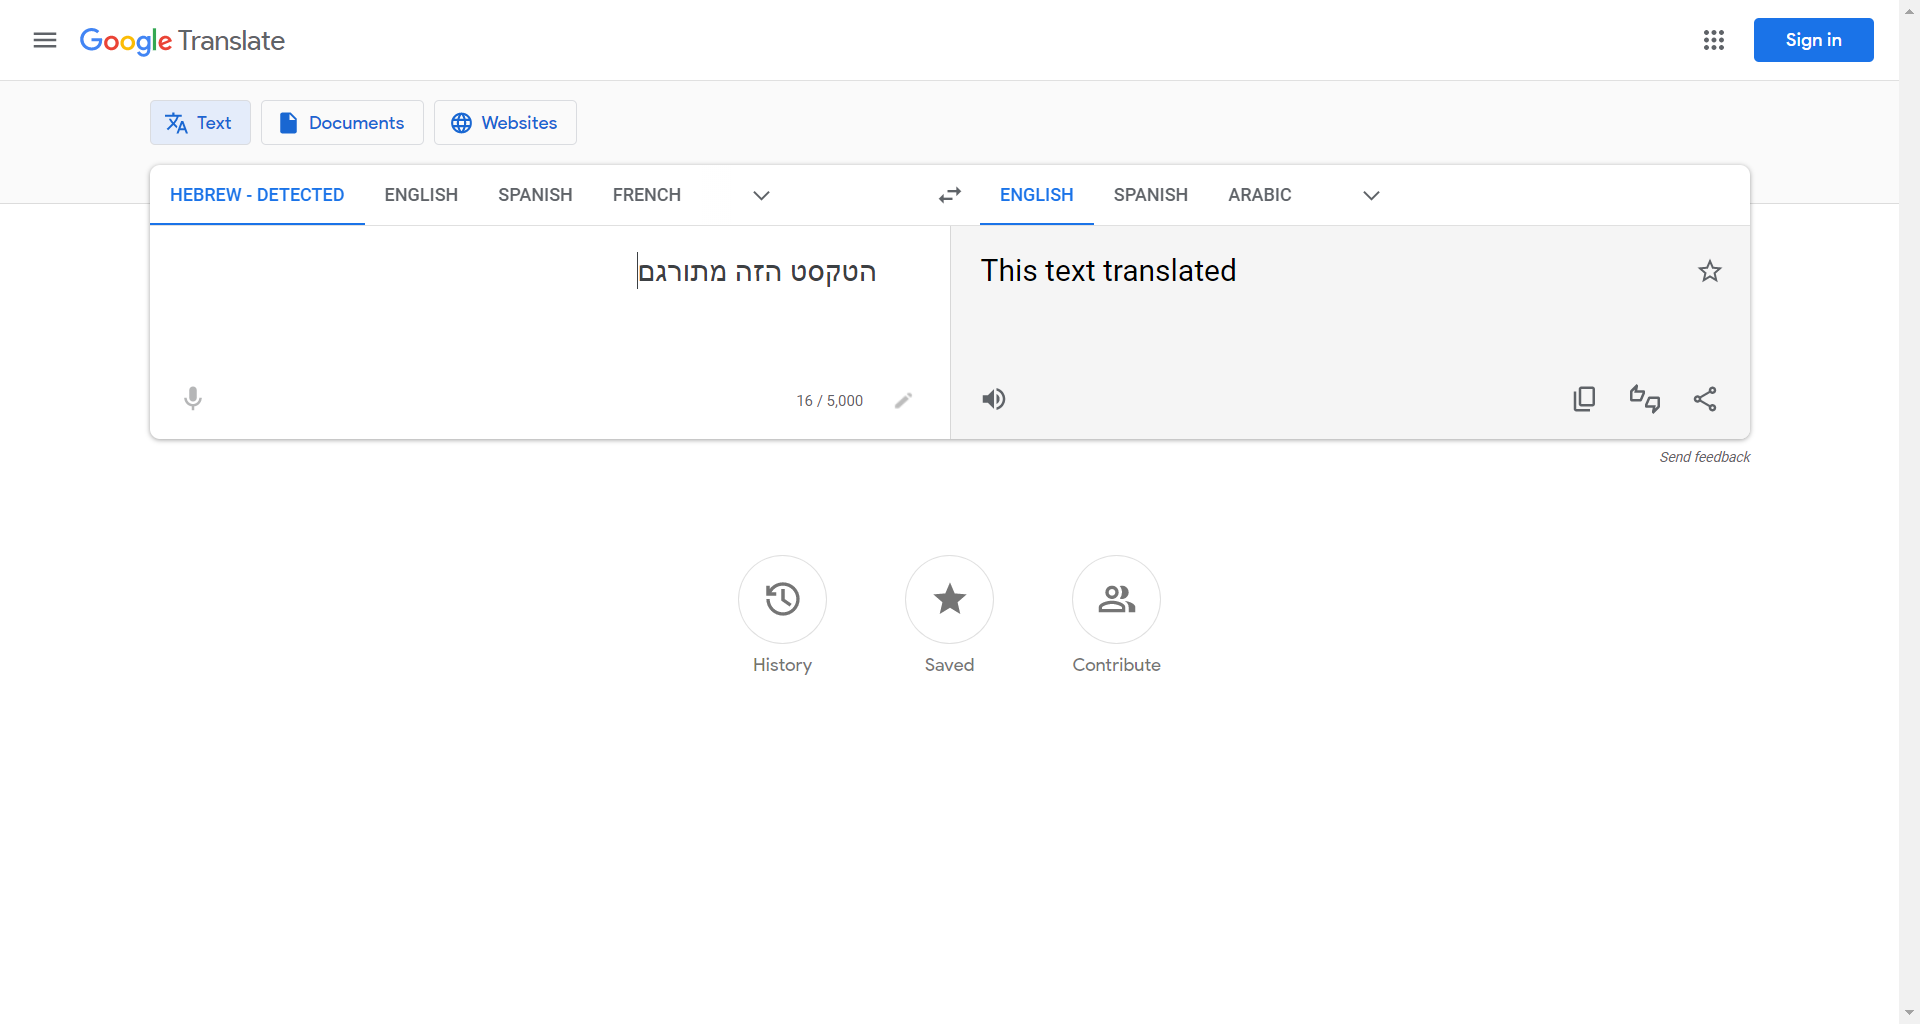 Google Translate
Sign in
Text
Documents
Websites
HEBREW - DETECTED
ENGLISH
SPANISH
FRENCH
ENGLISH
SPANISH
ARABIC
הטקסט הזה מתורגם
This text translated
16 / 5,000
Send feedback
History
Saved
Contribute